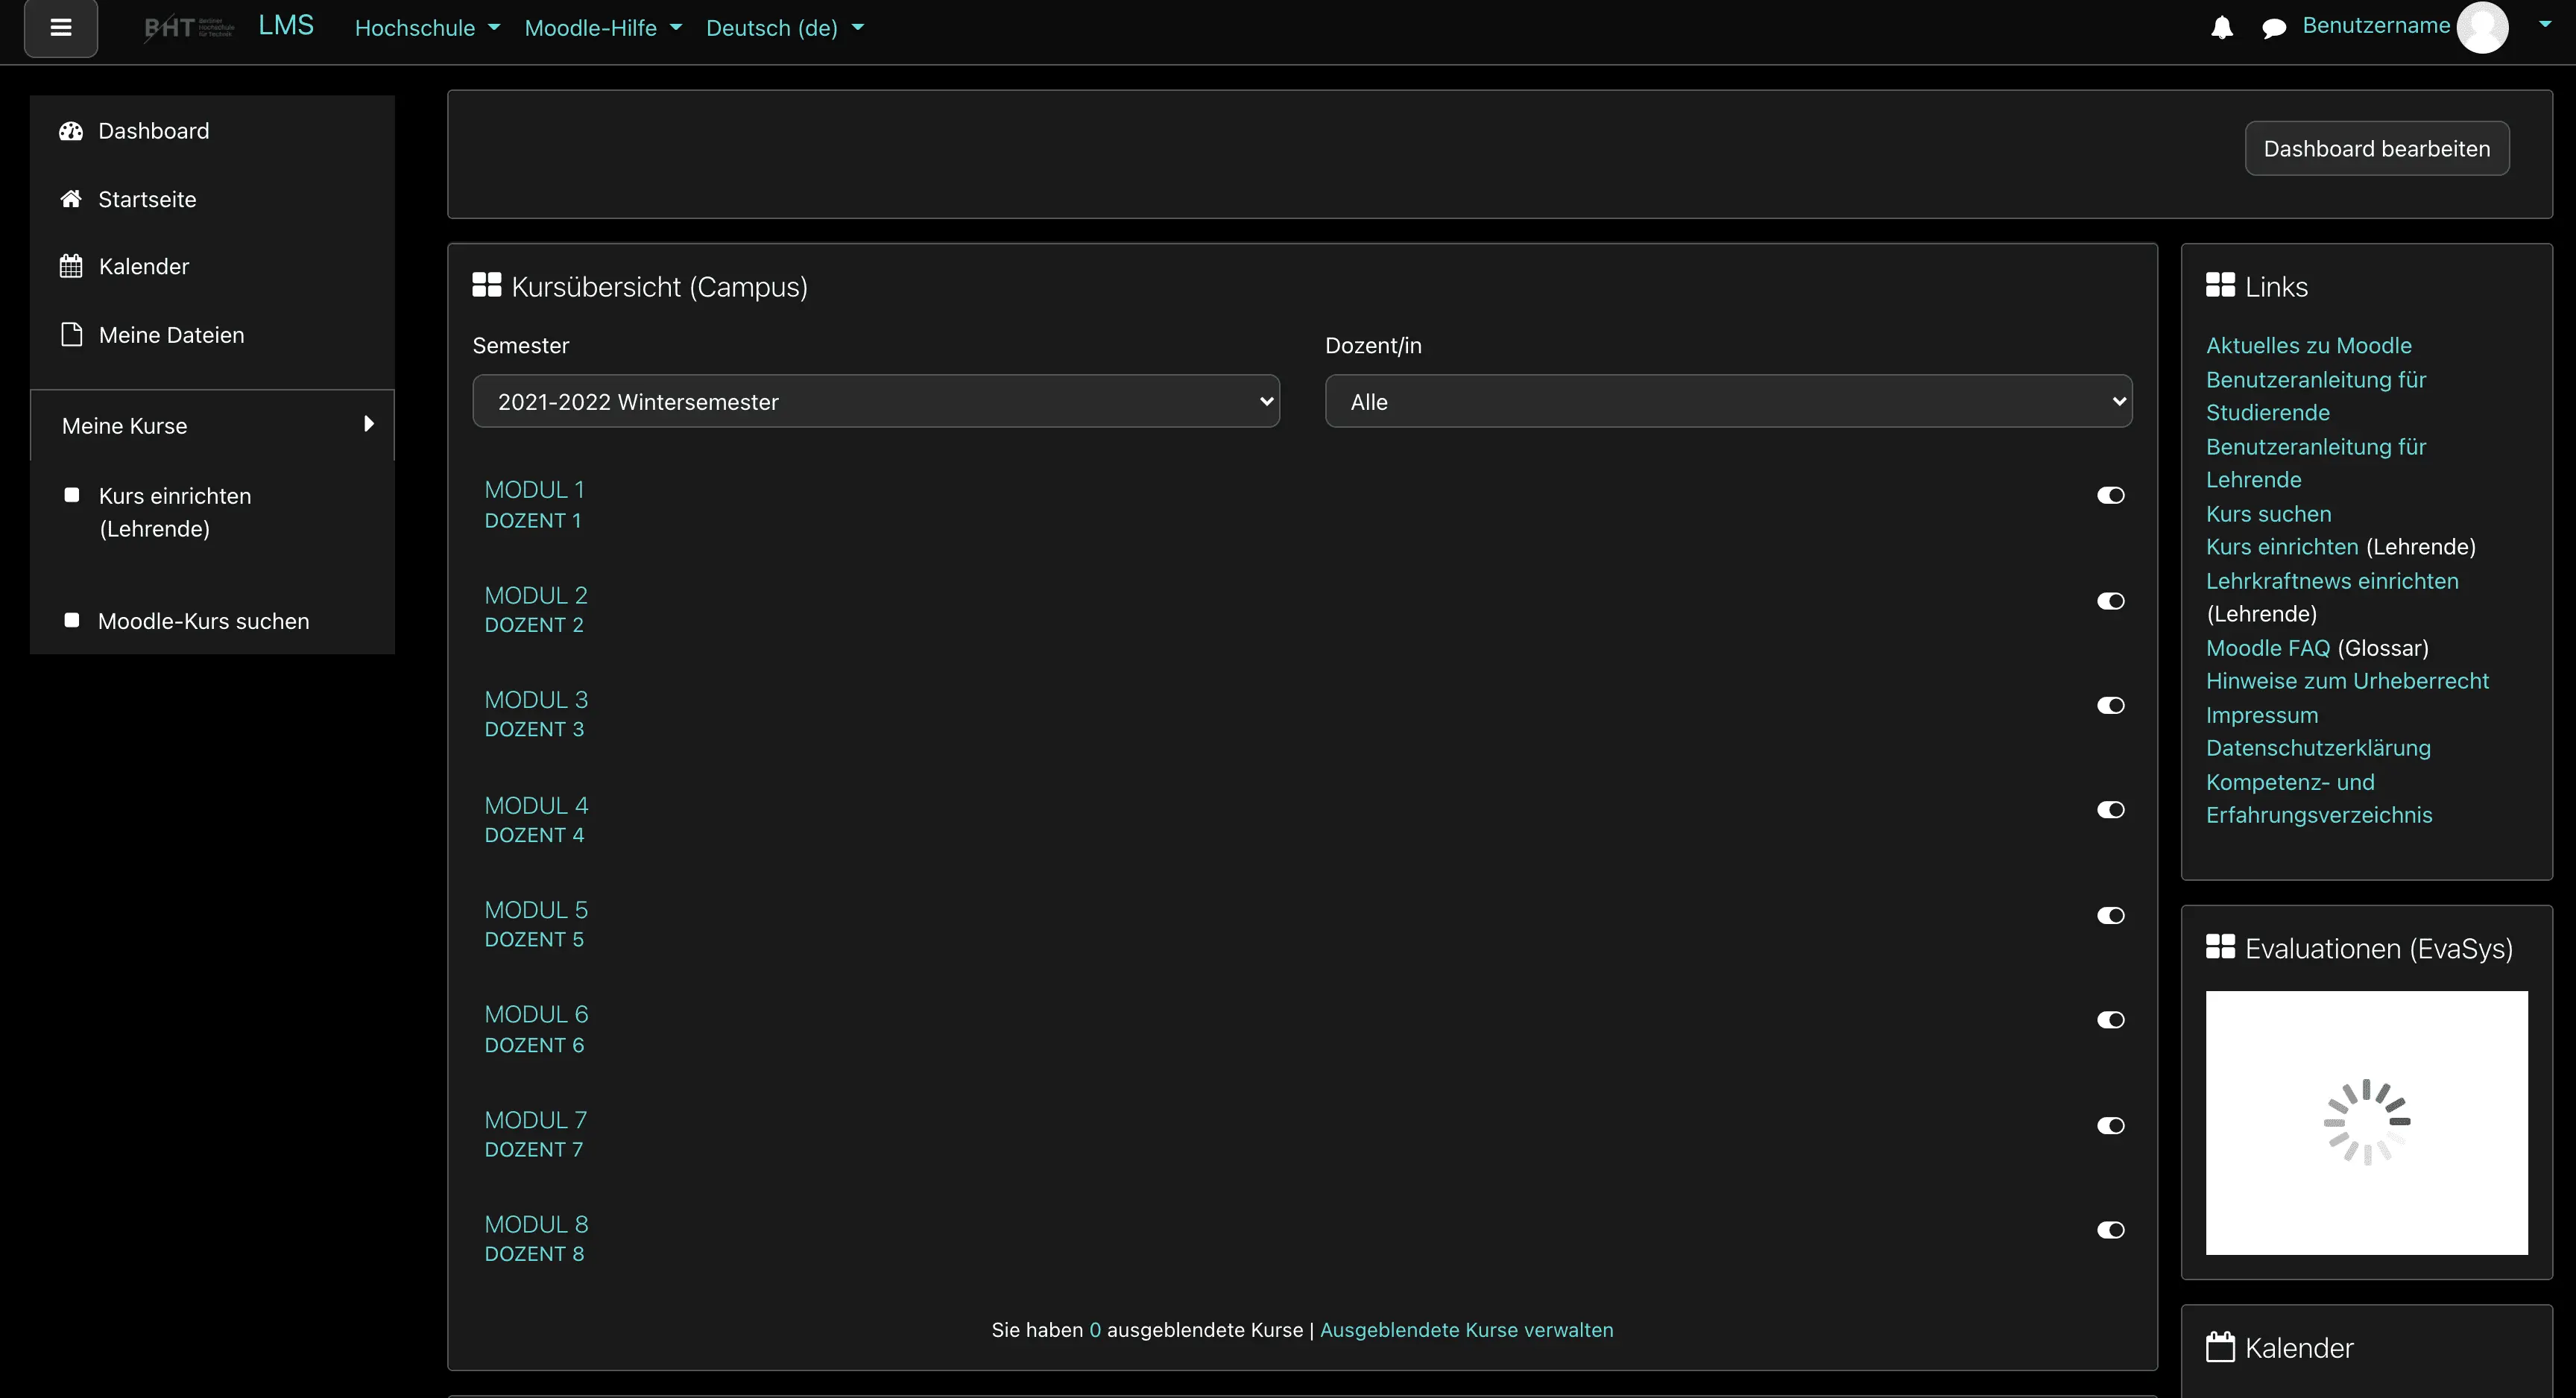 BHT Berliner Hochschule für Technik
LMS
Hochschule
Moodle-Hilfe
Deutsch (de)
Benutzername
Dashboard
Startseite
Kalender
Meine Dateien
Meine Kurse
Kurs einrichten
(Lehrende)
Moodle-Kurs suchen
Dashboard bearbeiten
Kursübersicht (Campus)
Semester
Dozent/in
2021-2022 Wintersemester
Alle
MODUL 1
DOZENT 1
MODUL 2
DOZENT 2
MODUL 3
DOZENT 3
MODUL 4
DOZENT 4
MODUL 5
DOZENT 5
MODUL 6
DOZENT 6
MODUL 7
DOZENT 7
MODUL 8
DOZENT 8
Sie haben 0 ausgeblendete Kurse | Ausgeblendete Kurse verwalten
Links
Aktuelles zu Moodle
Benutzeranleitung für
Studierende
Benutzeranleitung für
Lehrende
Kurs suchen
Kurs einrichten (Lehrende)
Lehrkraftnews einrichten
(Lehrende)
Moodle FAQ (Glossar)
Hinweise zum Urheberrecht
Impressum
Datenschutzerklärung
Kompetenz- und
Erfahrungsverzeichnis
Evaluationen (EvaSys)
Kalender